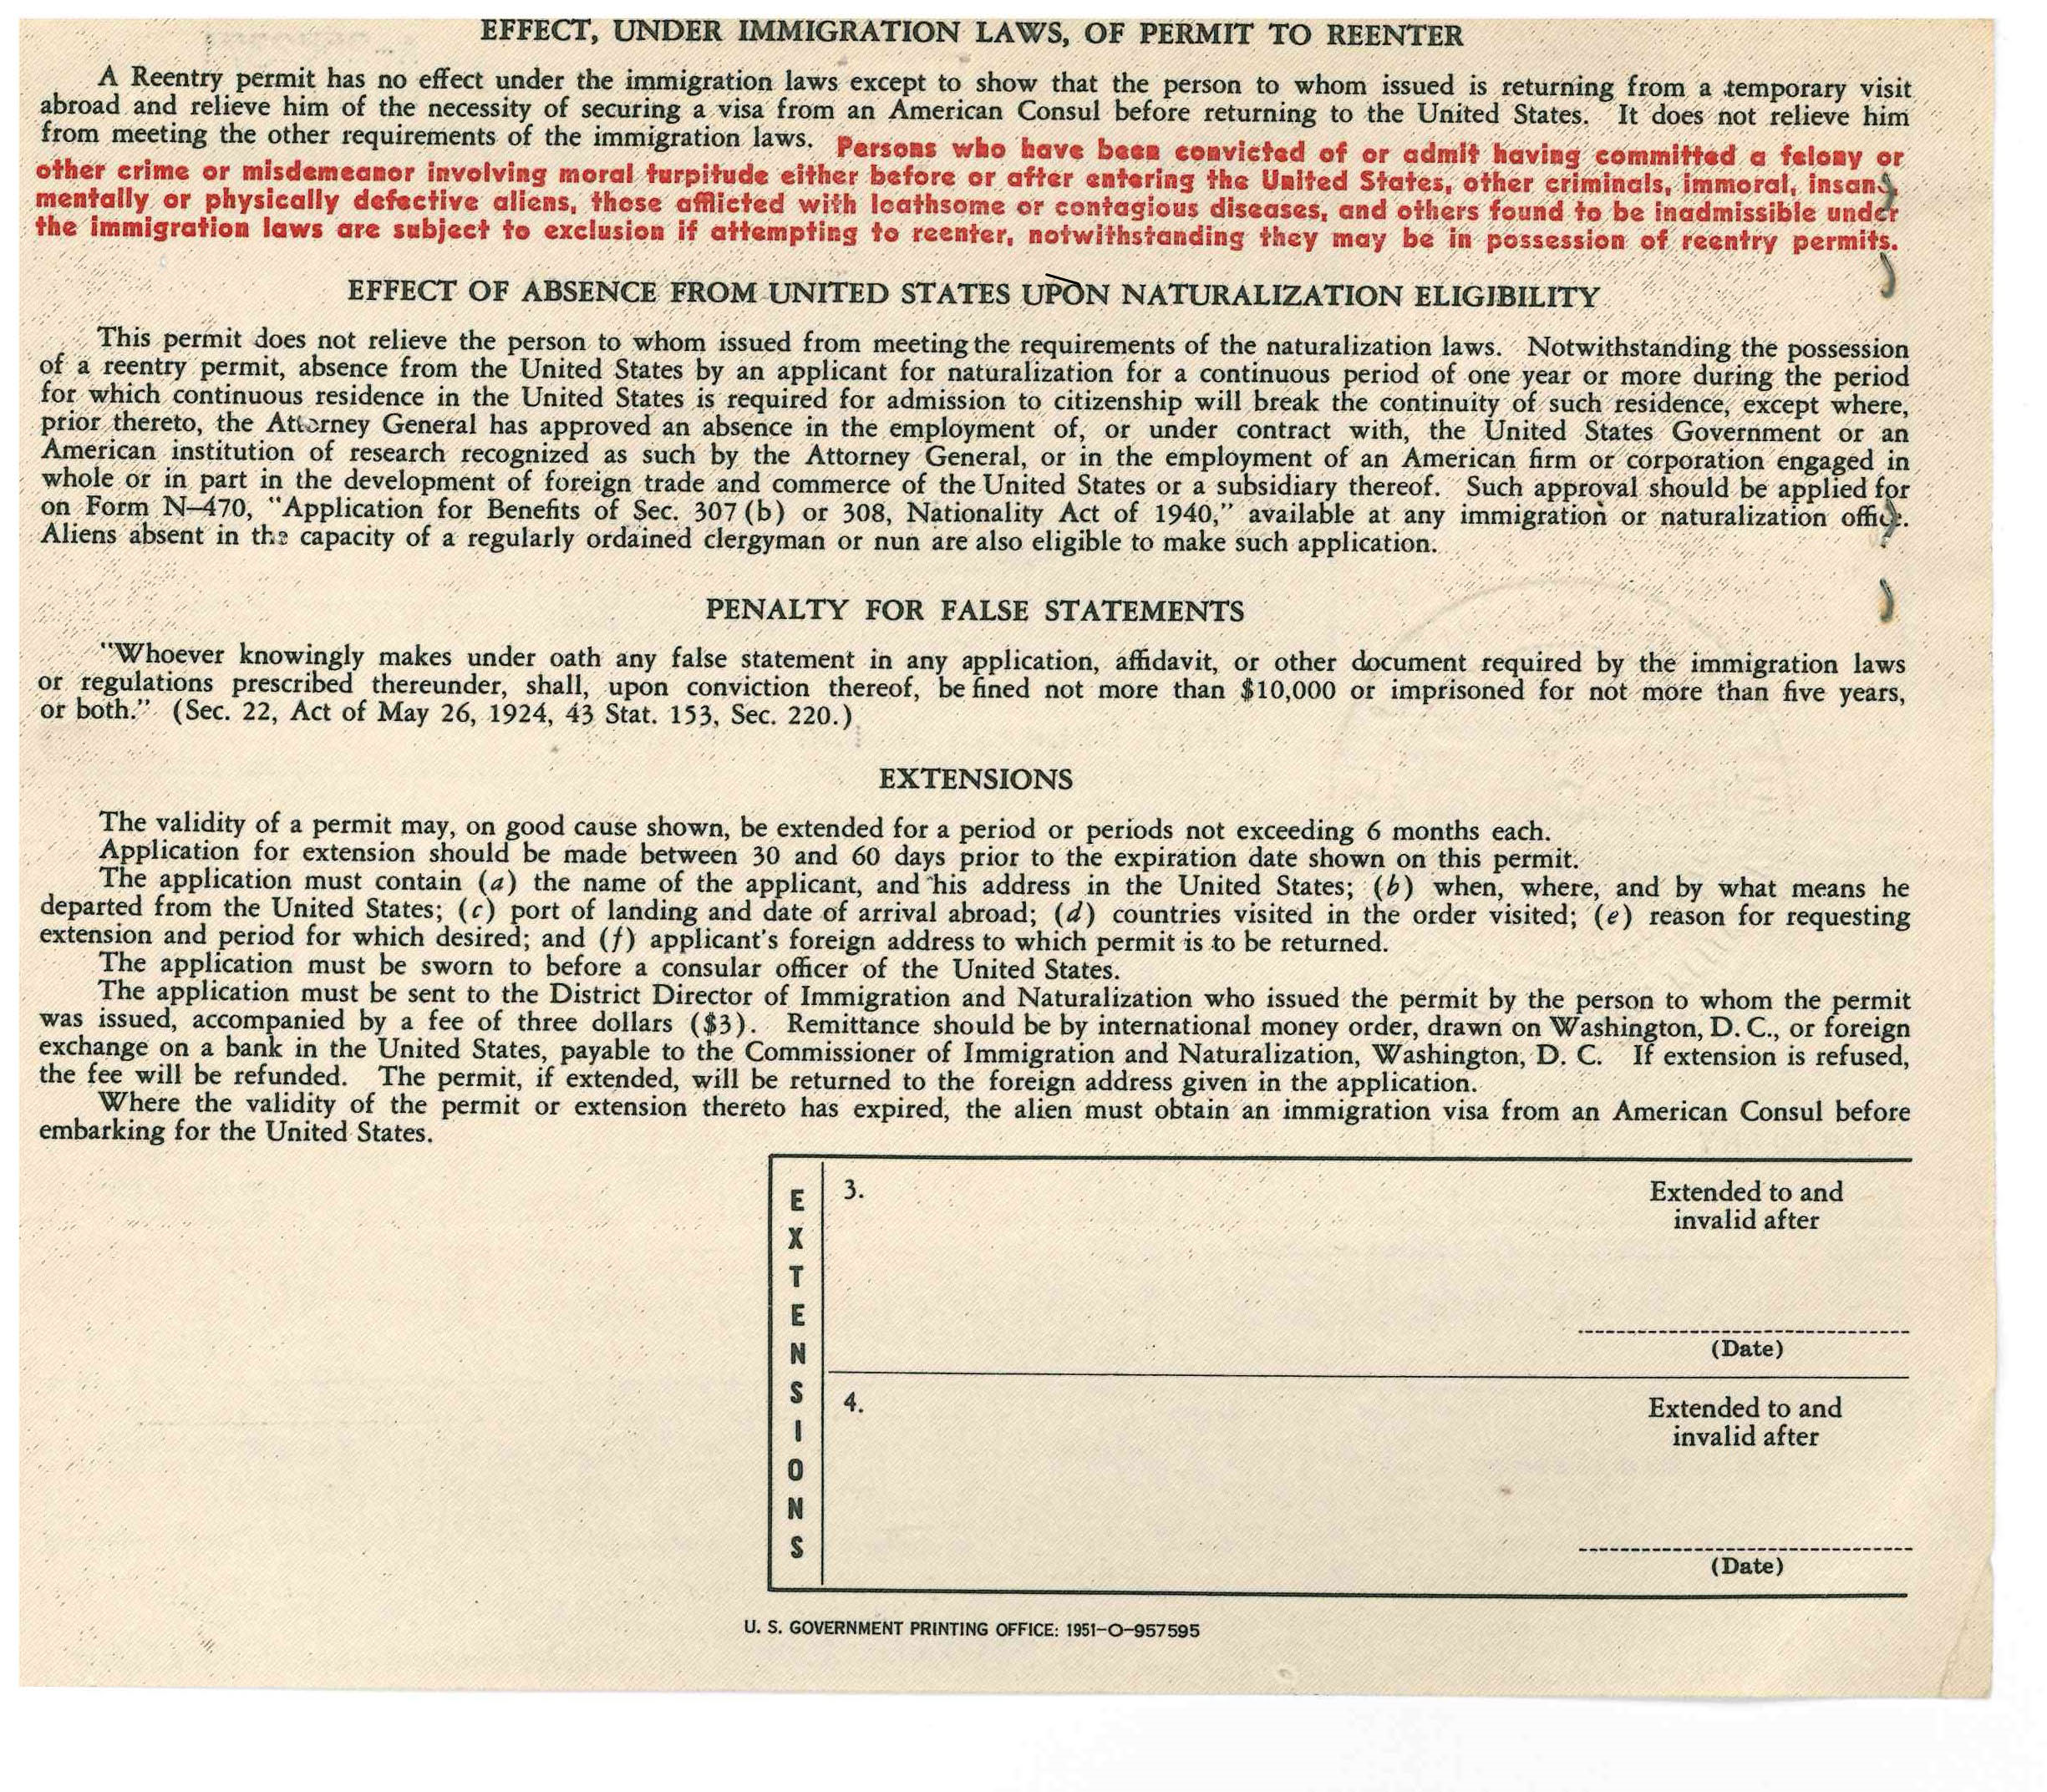 EFFECT, UNDER IMMIGRATION LAWS, OF PERMIT TO REENTER
A Reentry permit has no effect under the immigration laws except to show that the person to whom issued is returning from a temporary visit
abroad and relieve him of the necessity of securing a visa from an American Consul before returning to the United States. It does not relieve him
from meeting the other requirements of the immigration laws. Persons who have been convicted of or admit having committed a felony or
other crime or misdemeanor involving moral turpitude either before or after entering the United States, other criminals, immoral, insane,
mentally or physically defective aliens, those afflicted with loathsome or contagious diseases, and others found to be inadmissible under
the immigration laws are subject to exclusion if attempting to reenter, notwithstanding they may be in possession of reentry permits.
EFFECT OF ABSENCE FROM UNITED STATES UPON NATURALIZATION ELIGIBILITY
This permit does not relieve the person to whom issued from meeting the requirements of the naturalization laws. Notwithstanding the possession
of a reentry permit, absence from the United States by an applicant for naturalization for a continuous period of one year or more during the period
for which continuous residence in the United States is required for admission to citizenship will break the continuity of such residence, except where,
prior thereto, the Attorney General has approved an absence in the employment of, or under contract with, the United States Government or an
American institution of research recognized as such by the Attorney General, or in the employment of an American firm or corporation engaged in
whole or in part in the development of foreign trade and commerce of the United States or a subsidiary thereof. Such approval should be applied for
on Form N-470, "Application for Benefits of Sec. 307 (b) or 308, Nationality Act of 1940," available at any immigration or naturalization office.
Aliens absent in the capacity of a regularly ordained clergyman or nun are also eligible to make such application.
PENALTY FOR FALSE STATEMENTS
"Whoever knowingly makes under oath any false statement in any application, affidavit, or other document required by the immigration laws
or regulations prescribed thereunder, shall, upon conviction thereof, be fined not more than $10,000 or imprisoned for not more than five years,
or both." (Sec. 22, Act of May 26, 1924, 43 Stat. 153, Sec. 220.)
EXTENSIONS
The validity of a permit may, on good cause shown, be extended for a period or periods not exceeding 6 months each.
Application for extension should be made between 30 and 60 days prior to the expiration date shown on this permit.
The application must contain (a) the name of the applicant, and his address in the United States; (b) when, where, and by what means he
departed from the United States; (c) port of landing and date of arrival abroad; (d) countries visited in the order visited; (e) reason for requesting
extension and period for which desired; and (f) applicant's foreign address to which permit is to be returned.
The application must be sworn to before a consular officer of the United States.
The application must be sent to the District Director of Immigration and Naturalization who issued the permit by the person to whom the permit
was issued, accompanied by a fee of three dollars ($3). Remittance should be by international money order, drawn on Washington, D. C., or foreign
exchange on a bank in the United States, payable to the Commissioner of Immigration and Naturalization, Washington, D. C. If extension is refused,
the fee will be refunded. The permit, if extended, will be returned to the foreign address given in the application.
Where the validity of the permit or extension thereto has expired, the alien must obtain an immigration visa from an American Consul before
embarking for the United States.
EXTENSIONS
3.
Extended to and
invalid after
(Date)
4.
Extended to and
invalid after
(Date)
U. S. GOVERNMENT PRINTING OFFICE: 1951-O-957595